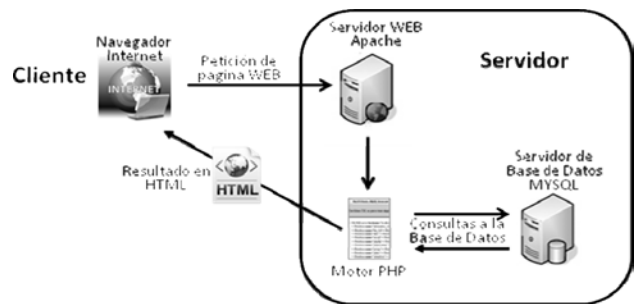 Navegador
Internet
Cliente
INTERNET
Petición de
pagina WEB
Servidor WEB
Apache
Servidor
Resultado en
HTML
HTML
Servidor de
Base de Datos
MYSQL
Consultas a la
Base de Datos
Motor PHP